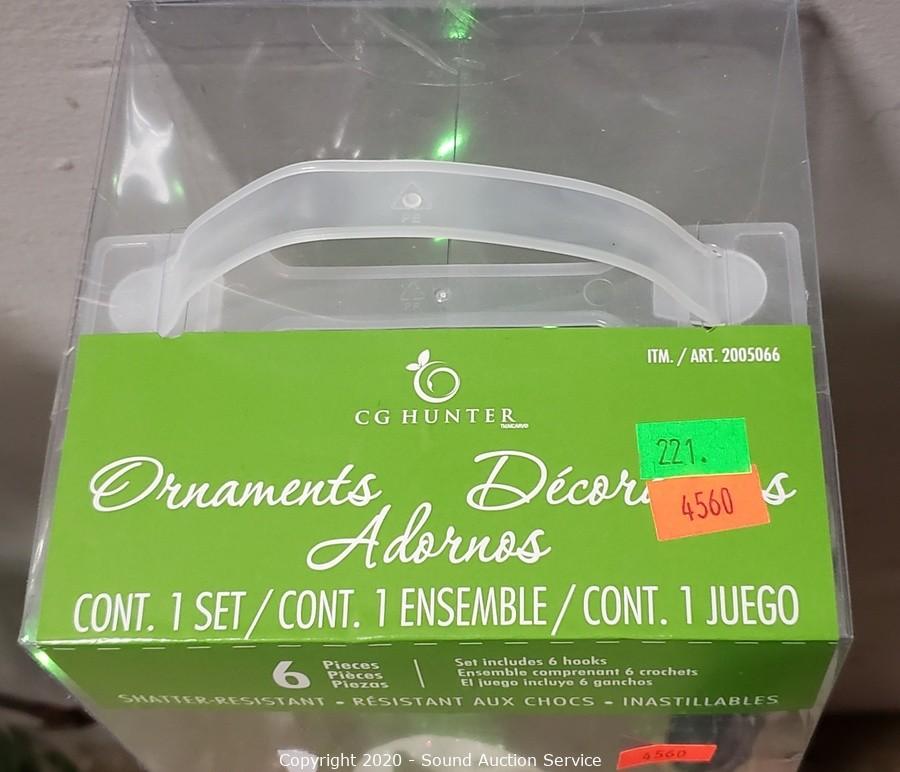 PE
PE
ITM. / ART. 2005066
CG HUNTER
221.
4560
Ornaments
Adornos
CONT. 1 SET / CONT. 1 ENSEMBLE / CONT. 1 JUEGO
6 Pieces
Pièces
Piezas
Set includes 6 hooks
Ensemble comprenant 6 crochets
El juego incluye 6 ganchos
SHATTER-RESISTANT • RÉSISTANT AUX CHOCS • INASTILLABLES
4560
Copyright 2020 - Sound Auction Service